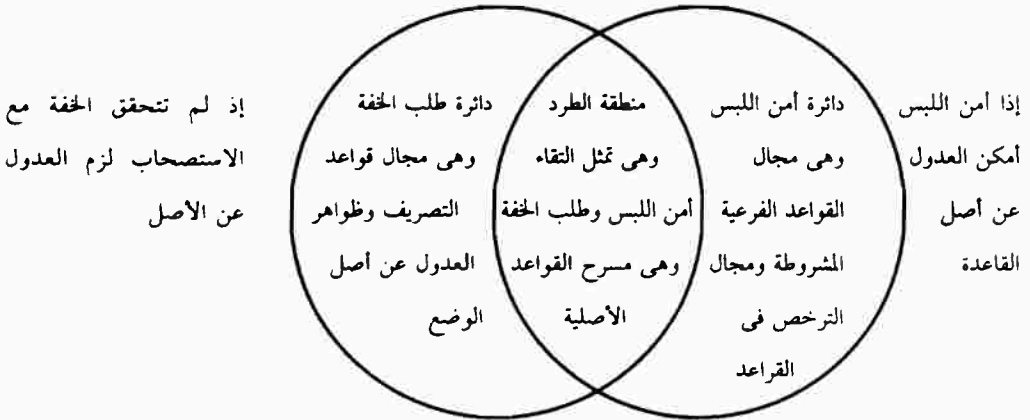 إذا أمن اللبس
أمكن العدول
عن أصل
القاعدة
دائرة أمن اللبس
وهى مجال
القواعد الفرعية
المشروطة ومجال
الترخص فى
القراعد
منطقة الطرد
وهى تمثل التقاء
أمن اللبس وطلب الخفة
وهى مسرح القواعد
الأصلية
دائرة طلب الخفة
وهى مجال قواعد
التصريف وظواهر
العدول عن أصل
الوضع
إذ لم تتحقق الخفة مع
الاستصحاب لزم العدول
عن الأصل